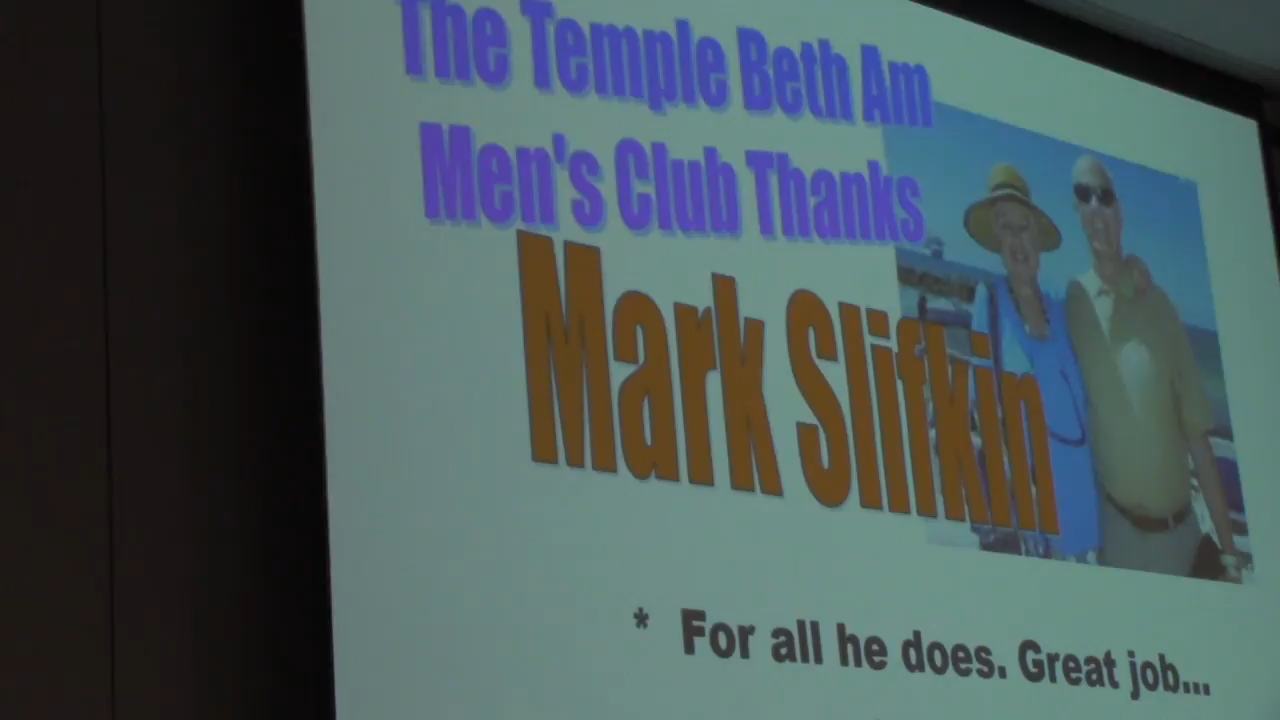 The Temple Beth Am
Men's Club Thanks
Mark Slifkin
* For all he does. Great job...